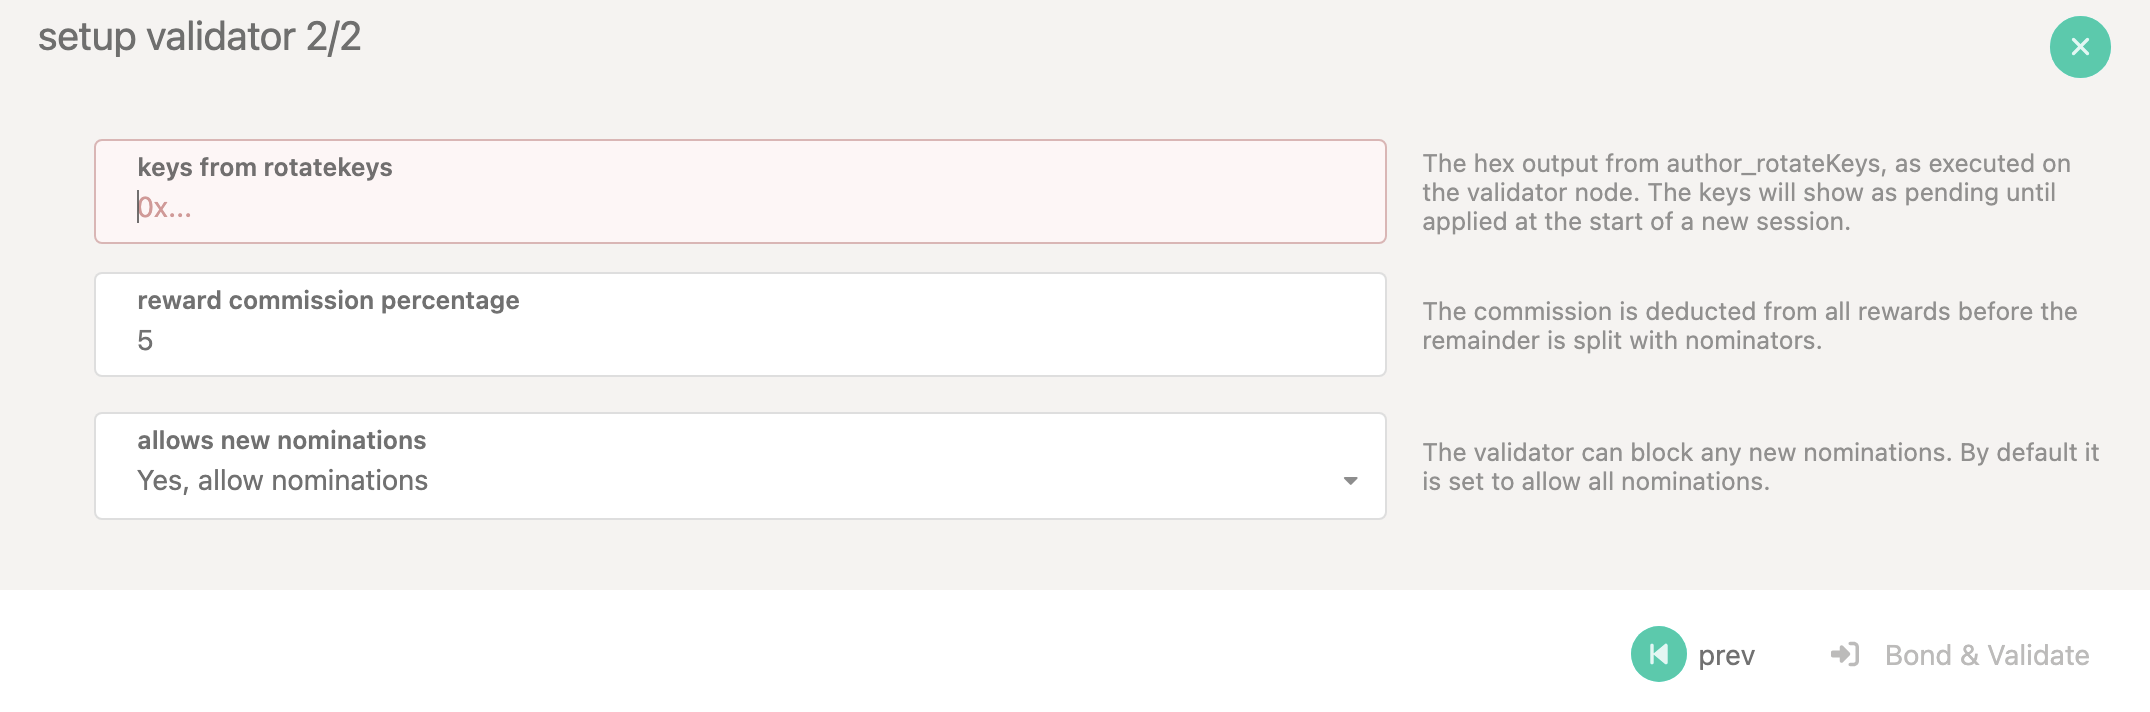 setup validator 2/2
keys from rotatekeys
0x...
The hex output from author_rotateKeys, as executed on
the validator node. The keys will show as pending until
applied at the start of a new session.
reward commission percentage
5
The commission is deducted from all rewards before the
remainder is split with nominators.
allows new nominations
Yes, allow nominations
The validator can block any new nominations. By default it
is set to allow all nominations.
prev
Bond & Validate